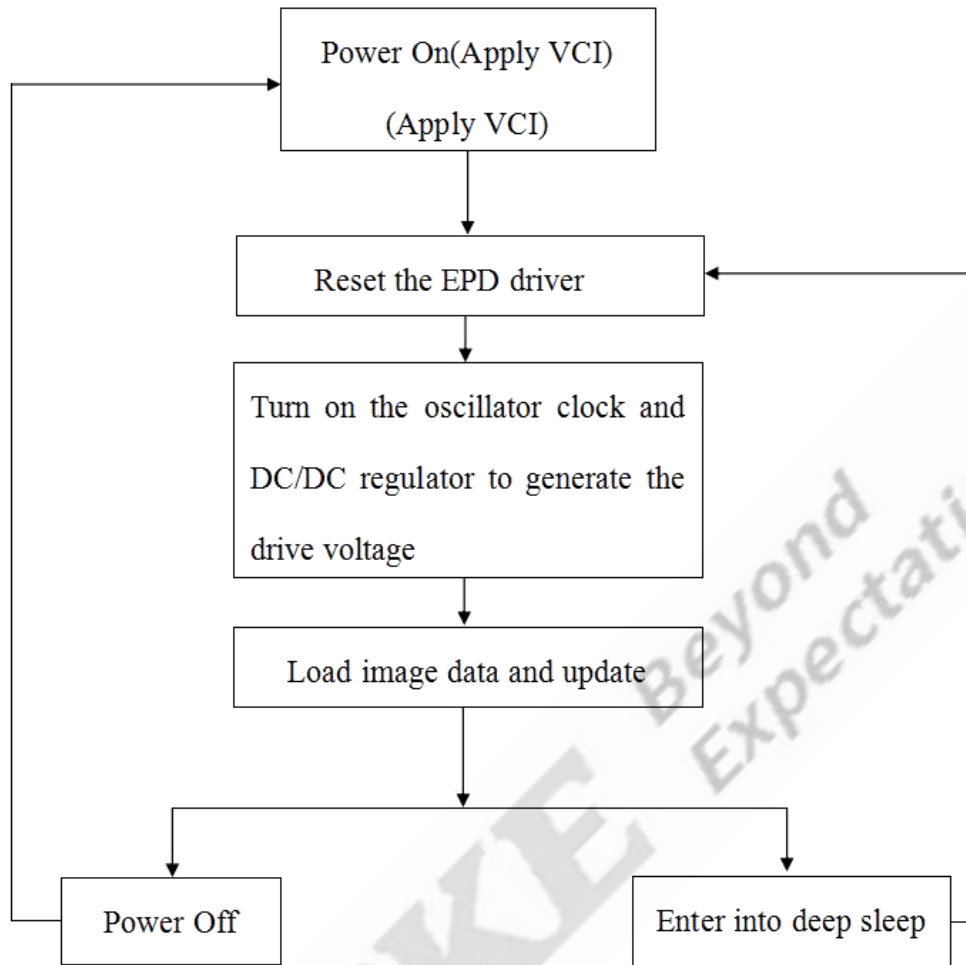 Power On(Apply VCI)
(Apply VCI)
Reset the EPD driver
Turn on the oscillator clock and
DC/DC regulator to generate the
drive voltage
Load image data and update
Beyond
Power Off
Enter into deep sleep